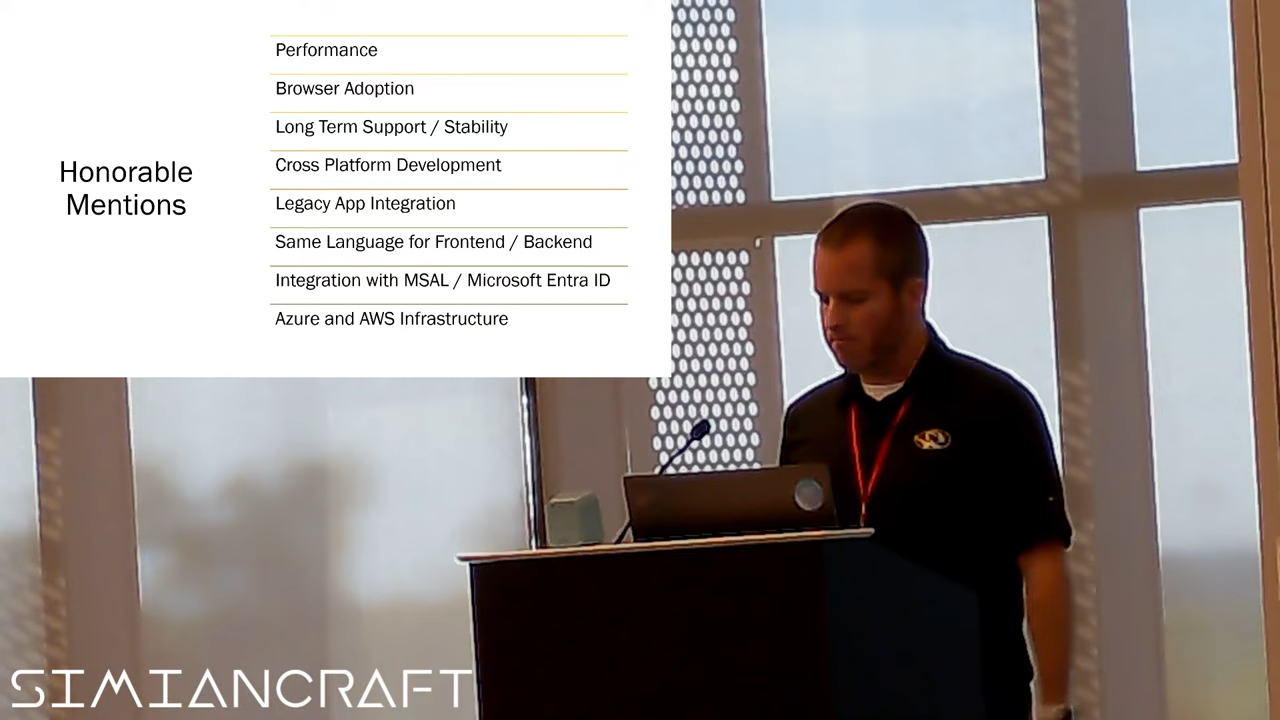 Honorable
Mentions
Performance
Browser Adoption
Long Term Support / Stability
Cross Platform Development
Legacy App Integration
Same Language for Frontend / Backend
Integration with MSAL / Microsoft Entra ID
Azure and AWS Infrastructure
SIMIANCRAFT